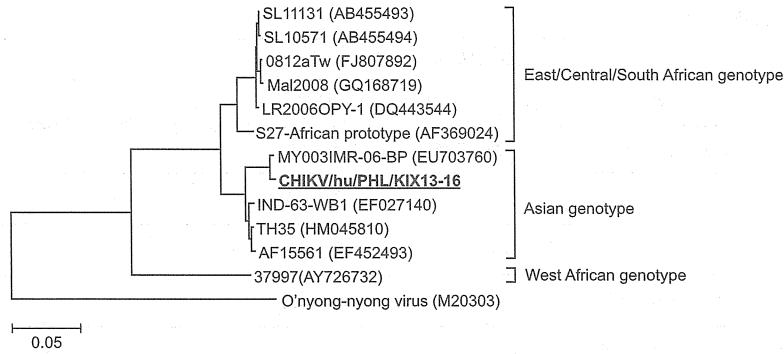 SL11131 (AB455493)
SL10571 (AB455494)
0812aTw (FJ807892)
Mal2008 (GQ168719)
LR2006OPY-1 (DQ443544)
S27-African prototype (AF369024)
East/Central/South African genotype
MY003IMR-06-BP (EU703760)
CHIKV/hu/PHL/KIX13-16
IND-63-WB1 (EF027140)
TH35 (HM045810)
AF15561 (EF452493)
Asian genotype
37997(AY726732)
West African genotype
O'nyong-nyong virus (M20303)
0.05